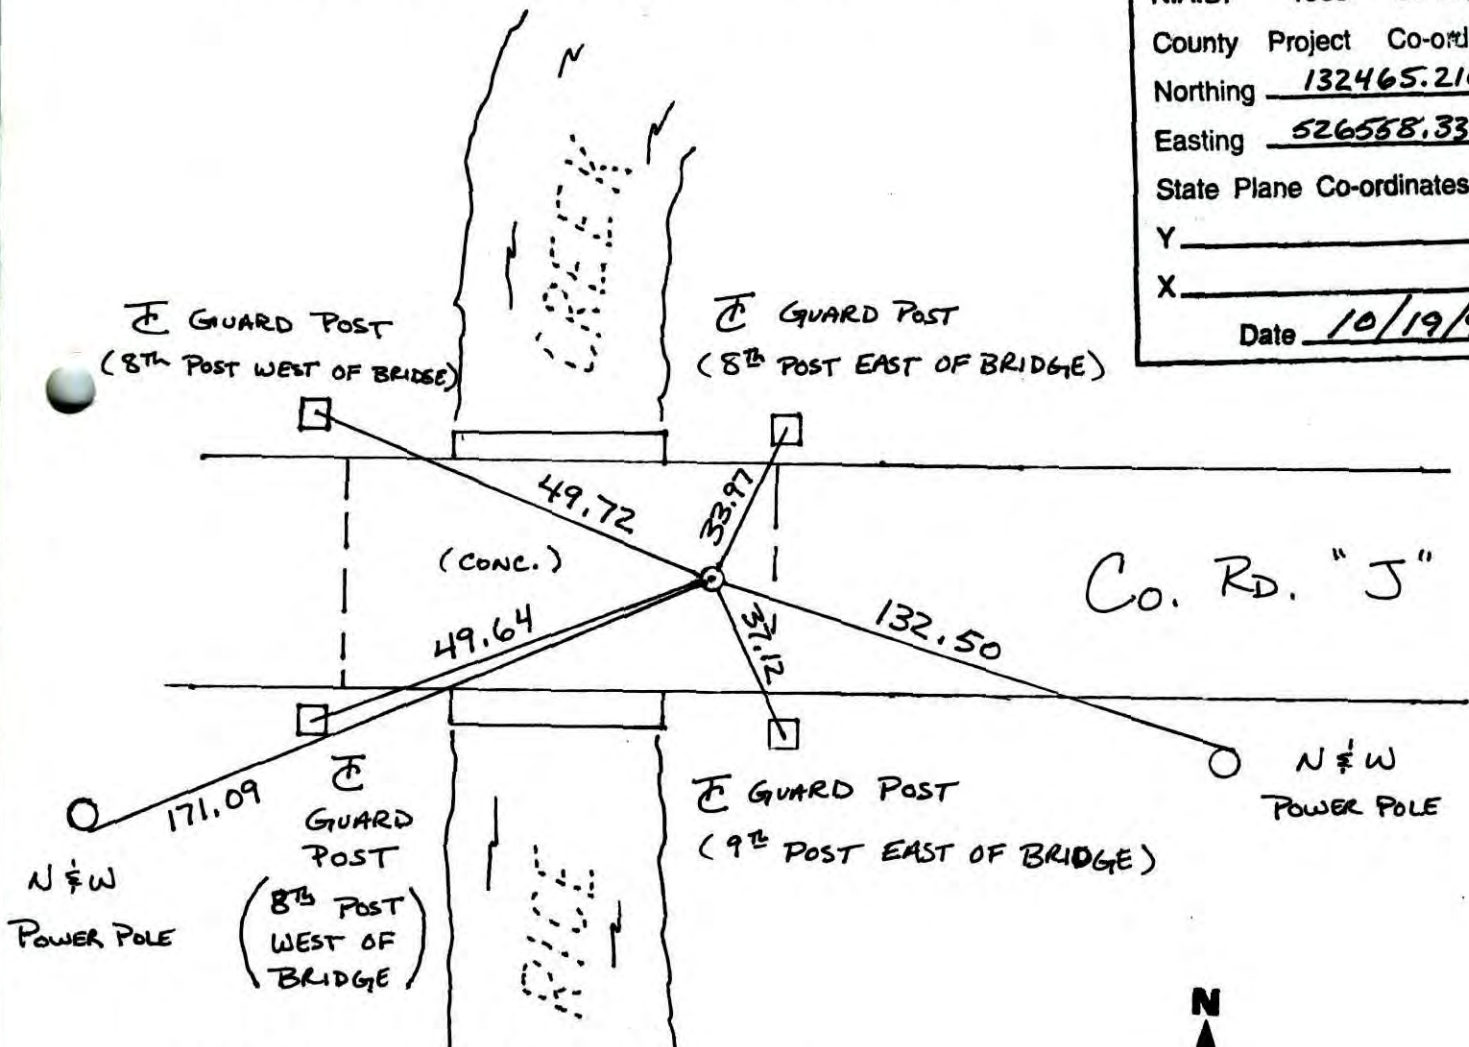 County Project Co-ord
Northing 132465.21
Easting 526558.33
State Plane Co-ordinates
Y
X
Date 10/19/
CREEK
GUARD POST
(8TH POST WEST OF BRIDGE)
GUARD POST
(8TH POST EAST OF BRIDGE)
49.72
33.97
(CONC.)
Co. RD. "J"
49.64
37.12
132.50
171.09
N & W
POWER POLE
GUARD
POST
(8TH POST
WEST OF
BRIDGE)
GUARD POST
(9TH POST EAST OF BRIDGE)
N & W
POWER POLE
RICE
N